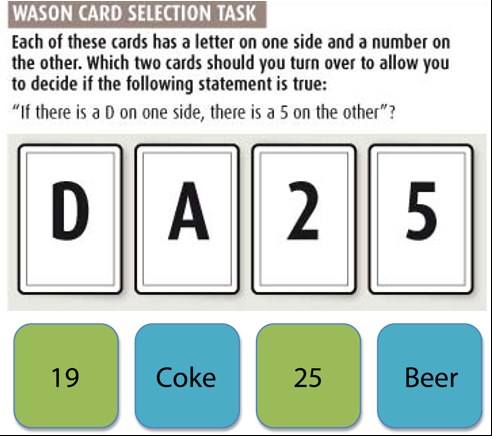 WASON CARD SELECTION TASK
Each of these cards has a letter on one side and a number on
the other. Which two cards should you turn over to allow you
to decide if the following statement is true:
“If there is a D on one side, there is a 5 on the other”?
D A 2 5
19 Coke 25 Beer